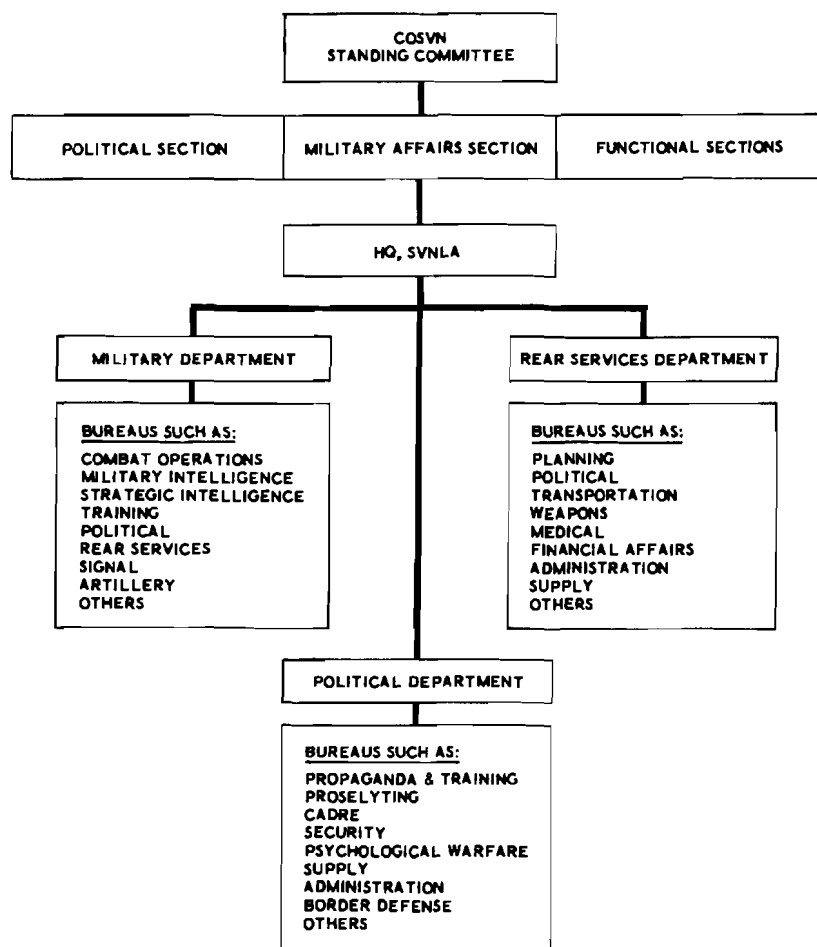 COSVN
STANDING COMMITTEE
POLITICAL SECTION
MILITARY AFFAIRS SECTION
FUNCTIONAL SECTIONS
HQ, SVNLA
MILITARY DEPARTMENT
REAR SERVICES DEPARTMENT
BUREAUS SUCH AS:
COMBAT OPERATIONS
MILITARY INTELLIGENCE
STRATEGIC INTELLIGENCE
TRAINING
POLITICAL
REAR SERVICES
SIGNAL
ARTILLERY
OTHERS
BUREAUS SUCH AS:
PLANNING
POLITICAL
TRANSPORTATION
WEAPONS
MEDICAL
FINANCIAL AFFAIRS
ADMINISTRATION
SUPPLY
OTHERS
POLITICAL DEPARTMENT
BUREAUS SUCH AS:
PROPAGANDA & TRAINING
PROSELYTING
CADRE
SECURITY
PSYCHOLOGICAL WARFARE
SUPPLY
ADMINISTRATION
BORDER DEFENSE
OTHERS